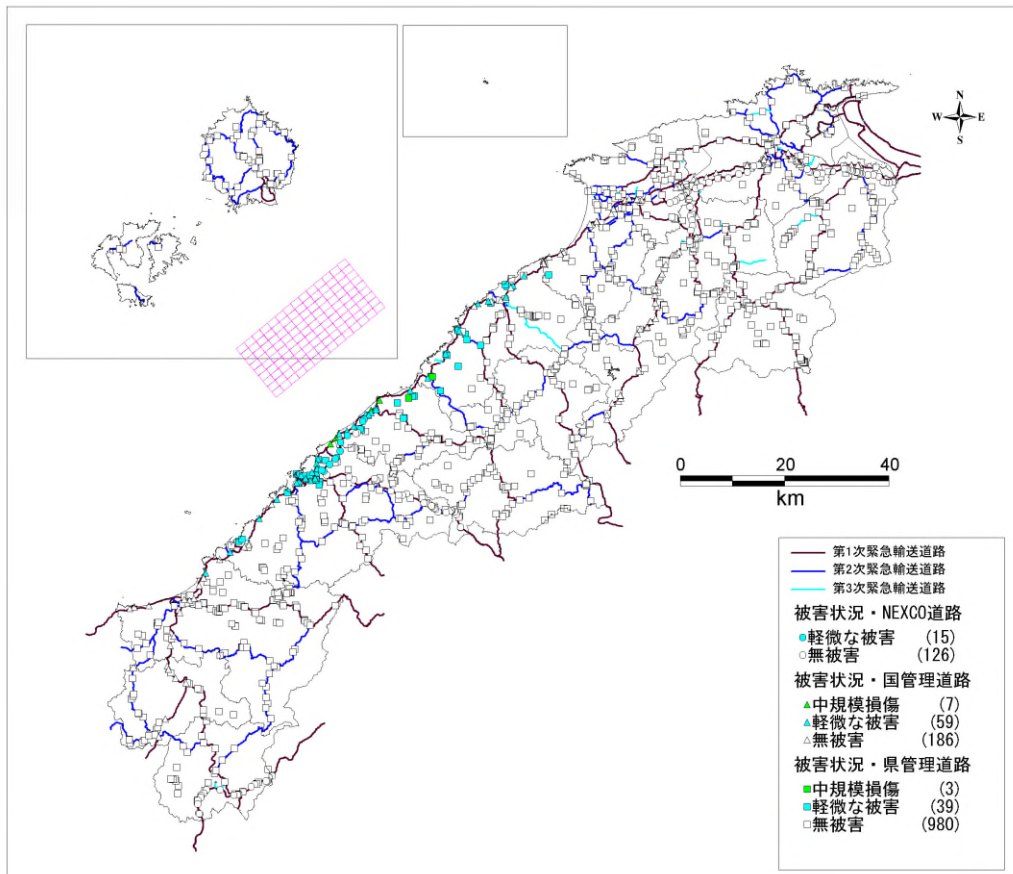 N
W E
S
0 20 40
km
第1次緊急輸送道路
第2次緊急輸送道路
第3次緊急輸送道路
被害状況・NEXCO道路
軽微な被害 (15)
無被害 (126)
被害状況・国管理道路
中規模損傷 (7)
軽微な被害 (59)
無被害 (186)
被害状況・県管理道路
中規模損傷 (3)
軽微な被害 (39)
無被害 (980)